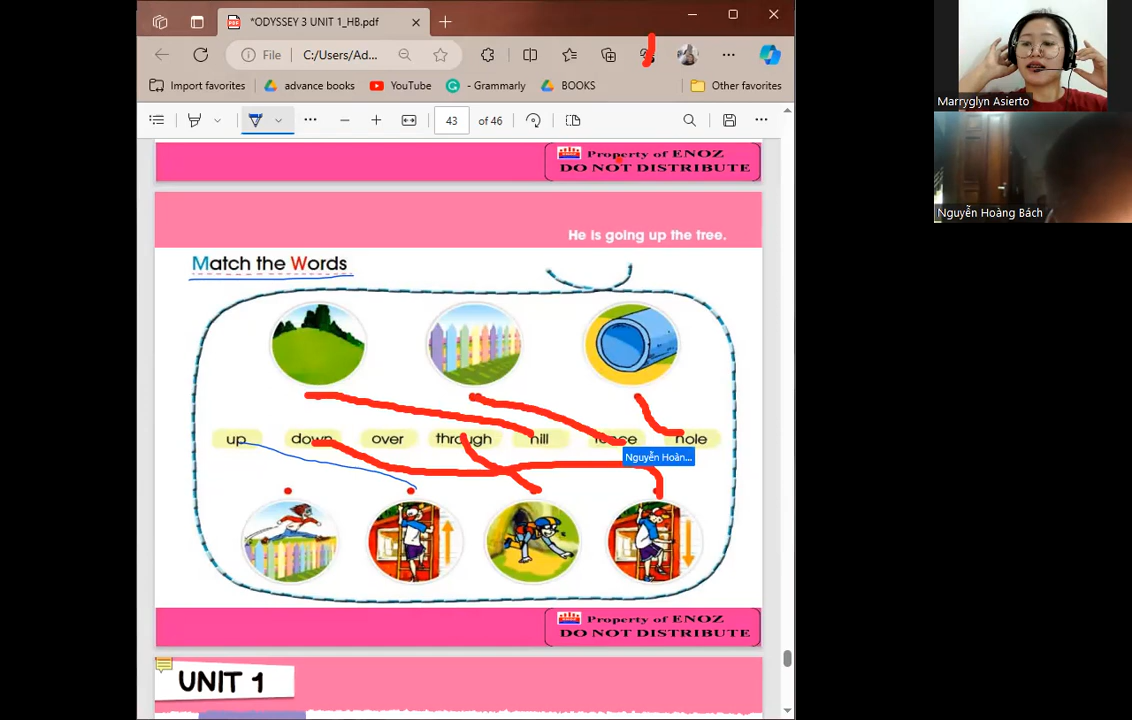 *ODYSSEY 3 UNIT 1_HB.pdf
File
C:/Users/Ad...
Import favorites
advance books
YouTube
- Grammarly
BOOKS
Other favorites
43 of 46
Property of ENOZ
DO NOT DISTRIBUTE
He is going up the tree.
Match the Words
up down over through hill fence hole
Nguyễn Hoàn...
Property of ENOZ
DO NOT DISTRIBUTE
UNIT 1
Marryglyn Asierto
Nguyễn Hoàng Bách